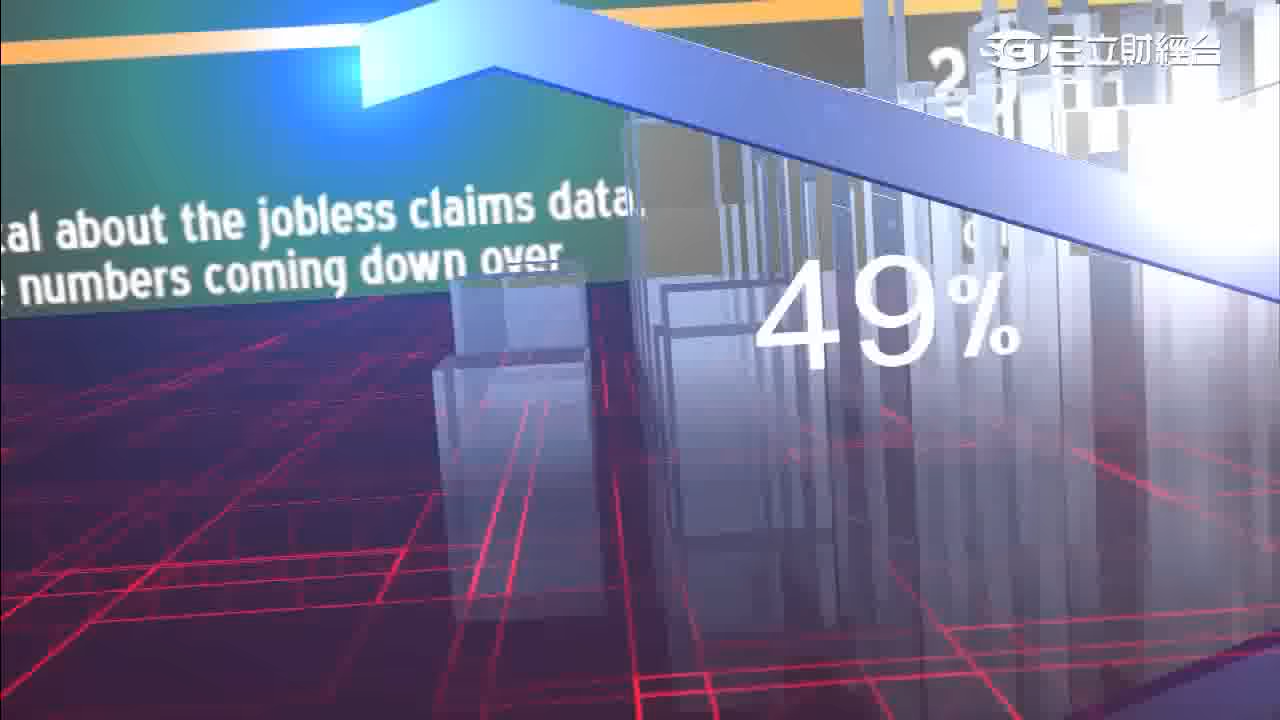 三立財經台
al about the jobless claims data.
numbers coming down over
49%